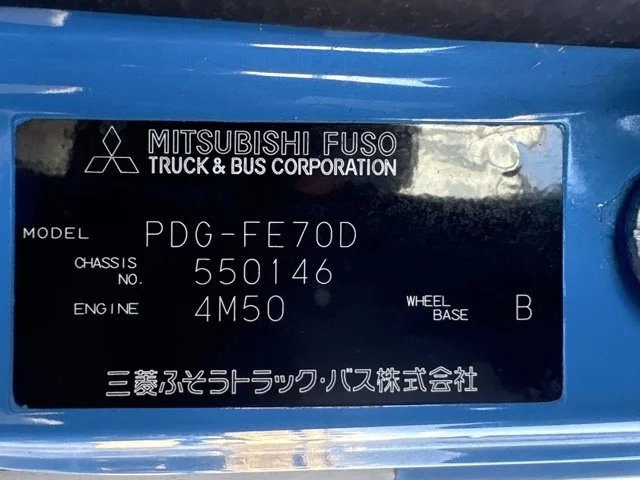 MITSUBISHI FUSO
TRUCK & BUS CORPORATION
MODEL PDG-FE70D
CHASSIS NO. 550146
ENGINE 4M50 WHEEL BASE B
三菱ふそうトラック・バス株式会社